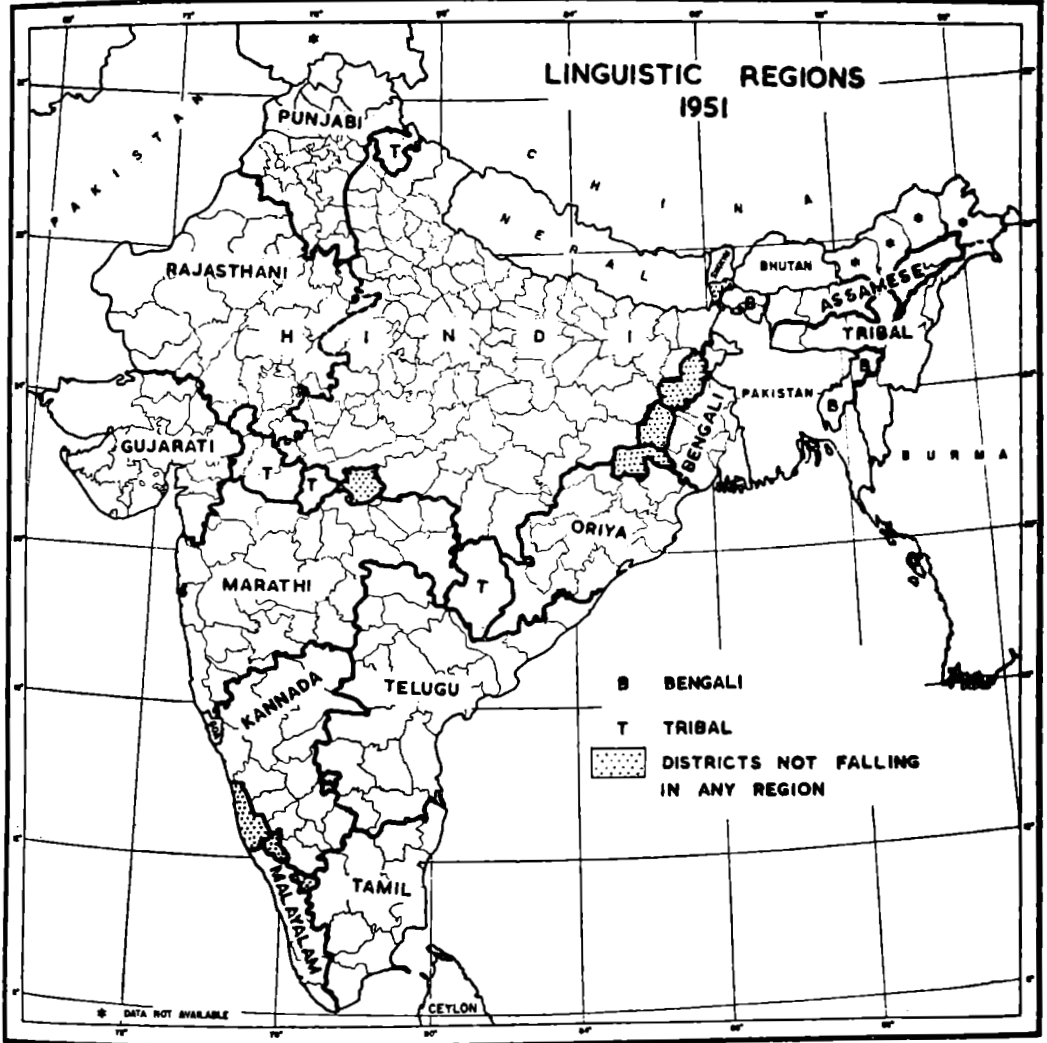 LINGUISTIC REGIONS
1951
*
PUNJABI
T
PAKISTAN
CHINA
NEPAL
BHUTAN
* * * *
RAJASTHANI
ASSAMESE
B
TRIBAL
HINDI
B
PAKISTAN
B
GUJARATI
BENGALI
T
T
BURMA
ORIYA
MARATHI
T
KANNADA
TELUGU
B BENGALI
T TRIBAL
DISTRICTS NOT FALLING
IN ANY REGION
MALAYALAM
TAMIL
CEYLON
* DATA NOT AVAILABLE